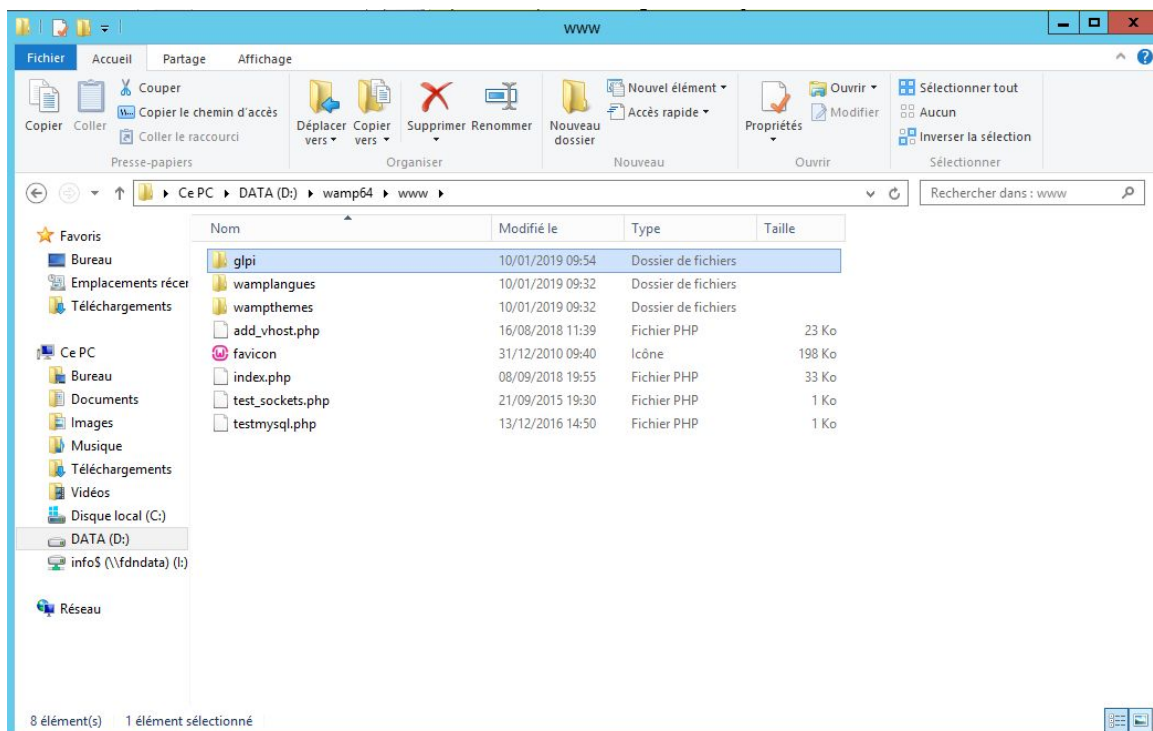 www
Fichier Accueil Partage Affichage
Copier Coller
Couper
Copier le chemin d'accès
Coller le raccourci
Presse-papiers
Déplacer vers Copier vers Supprimer Renommer
Organiser
Nouveau dossier
Nouvel élément
Accès rapide
Nouveau
Propriétés
Ouvrir
Modifier
Ouvrir
Sélectionner tout
Aucun
Inverser la sélection
Sélectionner
Ce PC DATA (D:) wamp64 www
Rechercher dans : www
Favoris
Bureau
Emplacements récer
Téléchargements
Ce PC
Bureau
Documents
Images
Musique
Téléchargements
Vidéos
Disque local (C:)
DATA (D:)
info$ (\\fdndata) (I:)
Réseau
Nom Modifié le Type Taille
glpi 10/01/2019 09:54 Dossier de fichiers
wamplangues 10/01/2019 09:32 Dossier de fichiers
wampthemes 10/01/2019 09:32 Dossier de fichiers
add_vhost.php 16/08/2018 11:39 Fichier PHP 23 Ko
favicon 31/12/2010 09:40 Icône 198 Ko
index.php 08/09/2018 19:55 Fichier PHP 33 Ko
test_sockets.php 21/09/2015 19:30 Fichier PHP 1 Ko
testmysql.php 13/12/2016 14:50 Fichier PHP 1 Ko
8 élément(s) 1 élément sélectionné